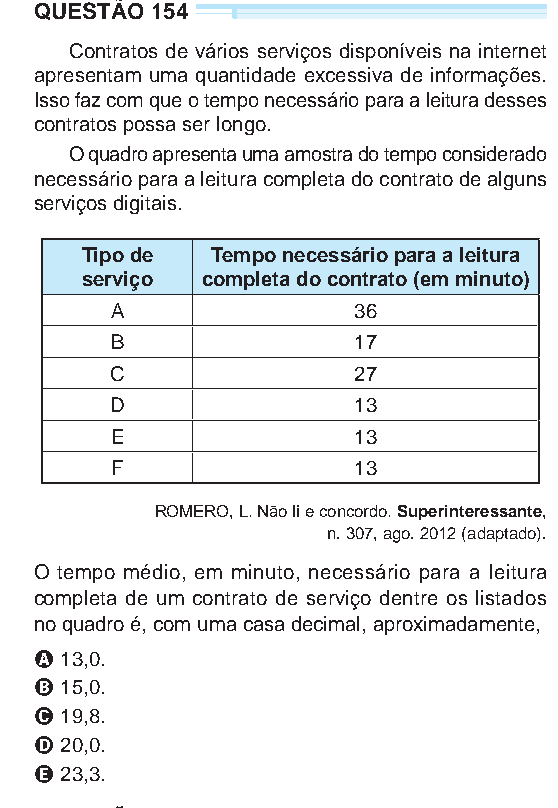 QUESTÃO 154
Contratos de vários serviços disponíveis na internet
apresentam uma quantidade excessiva de informações.
Isso faz com que o tempo necessário para a leitura desses
contratos possa ser longo.
O quadro apresenta uma amostra do tempo considerado
necessário para a leitura completa do contrato de alguns
serviços digitais.
Tipo de serviço | Tempo necessário para a leitura completa do contrato (em minuto)
A 36
B 17
C 27
D 13
E 13
F 13
ROMERO, L. Não li e concordo. Superinteressante,
n. 307, ago. 2012 (adaptado).
O tempo médio, em minuto, necessário para a leitura
completa de um contrato de serviço dentre os listados
no quadro é, com uma casa decimal, aproximadamente,
A 13,0.
B 15,0.
C 19,8.
D 20,0.
E 23,3.